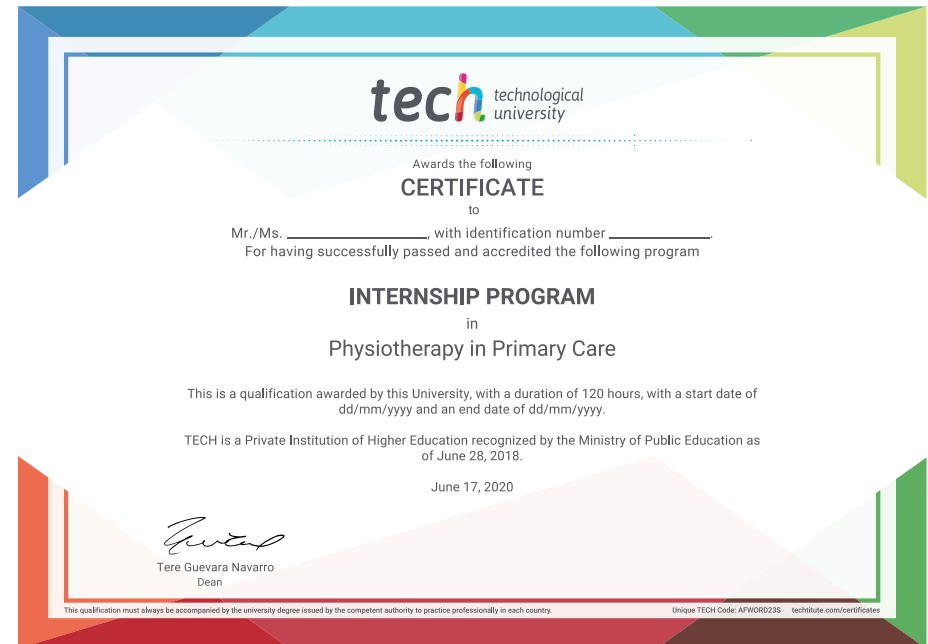 tech technological
university
Awards the following
CERTIFICATE
to
Mr./Ms. ____________________, with identification number ______________.
For having successfully passed and accredited the following program
INTERNSHIP PROGRAM
in
Physiotherapy in Primary Care
This is a qualification awarded by this University, with a duration of 120 hours, with a start date of
dd/mm/yyyy and an end date of dd/mm/yyyy.
TECH is a Private Institution of Higher Education recognized by the Ministry of Public Education as
of June 28, 2018.
June 17, 2020
Tere Guevara Navarro
Dean
This qualification must always be accompanied by the university degree issued by the competent authority to practice professionally in each country. Unique TECH Code: AFWORD23S techtitute.com/certificates